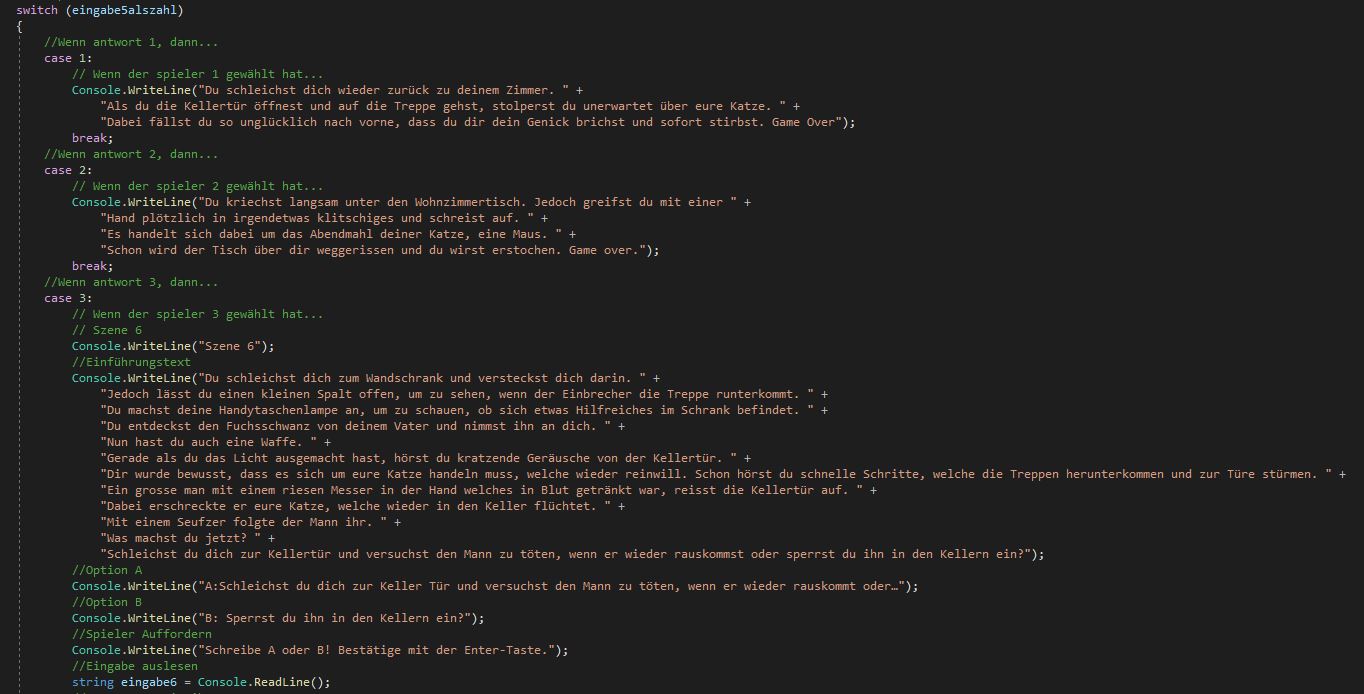 switch (eingabe5alszahl)
{
//Wenn antwort 1, dann...
case 1:
// Wenn der spieler 1 gewählt hat...
Console.WriteLine("Du schleichst dich wieder zurück zu deinem Zimmer. " +
"Als du die Kellertür öffnest und auf die Treppe gehst, stolperst du unerwartet über eure Katze. " +
"Dabei fällst du so unglücklich nach vorne, dass du dir dein Genick brichst und sofort stirbst. Game Over");
break;
//Wenn antwort 2, dann...
case 2:
// Wenn der spieler 2 gewählt hat...
Console.WriteLine("Du kriechst langsam unter den Wohnzimmertisch. Jedoch greifst du mit einer " +
"Hand plötzlich in irgendetwas klitschiges und schreist auf. " +
"Es handelt sich dabei um das Abendmahl deiner Katze, eine Maus. " +
"Schon wird der Tisch über dir weggerissen und du wirst erstochen. Game over.");
break;
//Wenn antwort 3, dann...
case 3:
// Wenn der spieler 3 gewählt hat...
// Szene 6
Console.WriteLine("Szene 6");
//Einführungstext
Console.WriteLine("Du schleichst dich zum Wandschrank und versteckst dich darin. " +
"Jedoch lässt du einen kleinen Spalt offen, um zu sehen, wenn der Einbrecher die Treppe runterkommt. " +
"Du machst deine Handytaschenlampe an, um zu schauen, ob sich etwas Hilfreiches im Schrank befindet. " +
"Du entdeckst den Fuchsschwanz von deinem Vater und nimmst ihn an dich. " +
"Nun hast du auch eine Waffe. " +
"Gerade als du das Licht ausgemacht hast, hörst du kratzende Geräusche von der Kellertür. " +
"Dir wurde bewusst, dass es sich um eure Katze handeln muss, welche wieder reinwill. Schon hörst du schnelle Schritte, welche die Treppen herunterkommen und zur Türe stürmen. " +
"Ein grosse man mit einem riesen Messer in der Hand welches in Blut getränkt war, reisst die Kellertür auf. " +
"Dabei erschreckte er eure Katze, welche wieder in den Keller flüchtet. " +
"Mit einem Seufzer folgte der Mann ihr. " +
"Was machst du jetzt? " +
"Schleichst du dich zur Kellertür und versuchst den Mann zu töten, wenn er wieder rauskommst oder sperrst du ihn in den Kellern ein?");
//Option A
Console.WriteLine("A:Schleichst du dich zur Keller Tür und versuchst den Mann zu töten, wenn er wieder rauskommt oder…");
//Option B
Console.WriteLine("B: Sperrst du ihn in den Kellern ein?");
//Spieler Auffordern
Console.WriteLine("Schreibe A oder B! Bestätige mit der Enter-Taste.");
//Eingabe auslesen
string eingabe6 = Console.ReadLine();